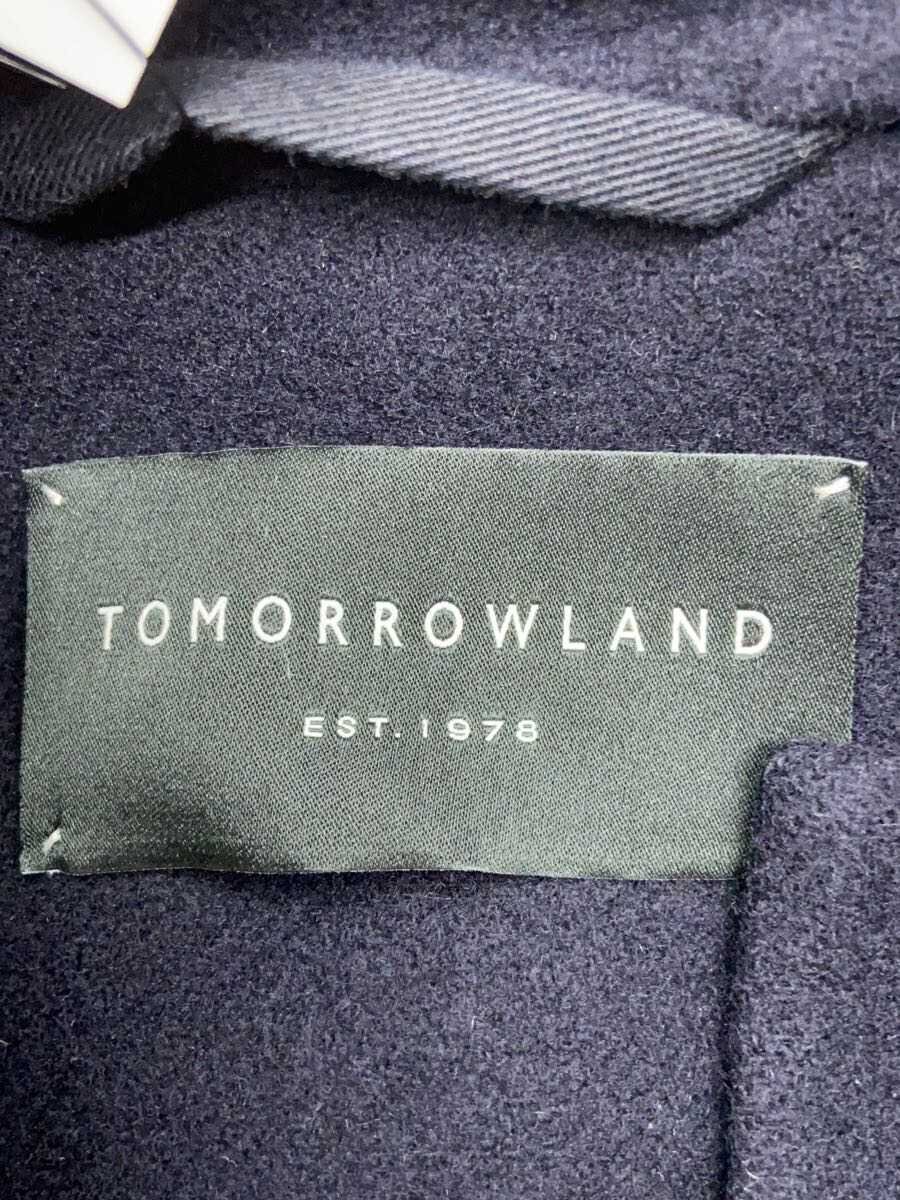 TOMORROWLAND
EST. 1978